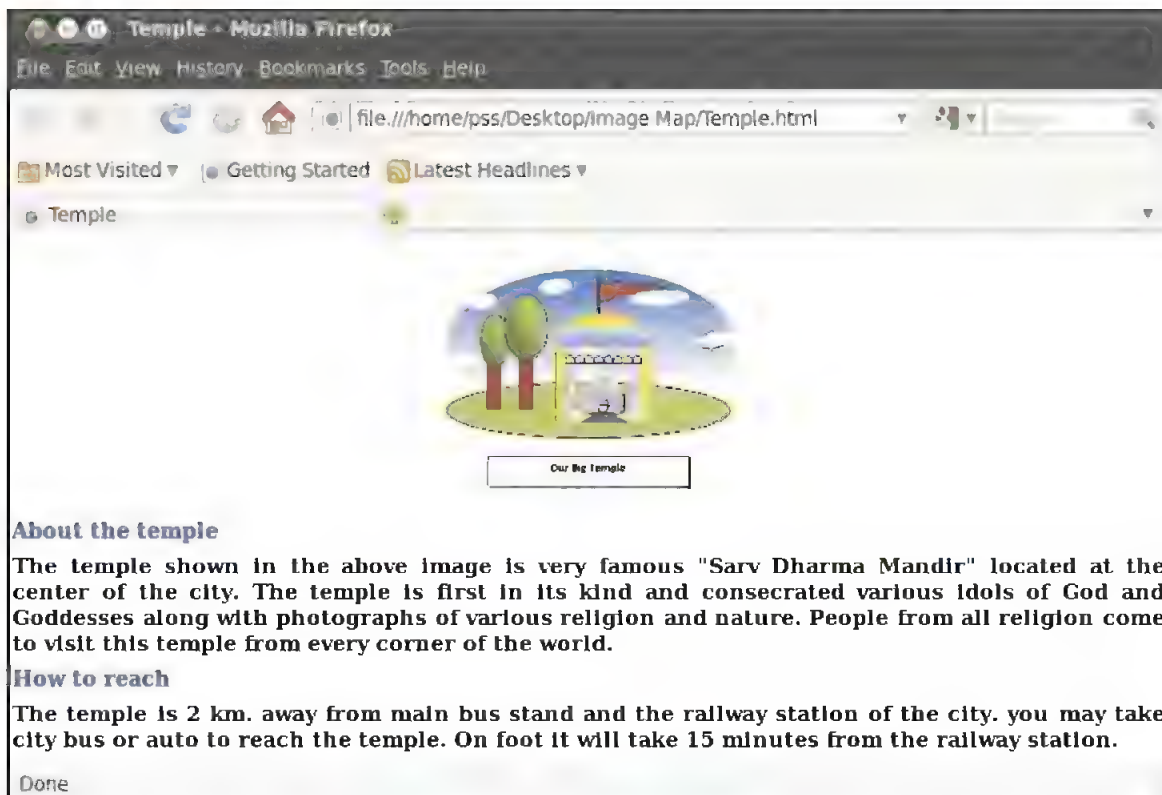 Temple - Mozilla Firefox
File Edit View History Bookmarks Tools Help
file:///home/pss/Desktop/Image Map/Temple.html
Most Visited Getting Started Latest Headlines
Temple
Our Big Temple
About the temple
The temple shown in the above image is very famous "Sarv Dharma Mandir" located at the
center of the city. The temple is first in its kind and consecrated various idols of God and
Goddesses along with photographs of various religion and nature. People from all religion come
to visit this temple from every corner of the world.
How to reach
The temple is 2 km. away from main bus stand and the railway station of the city. you may take
city bus or auto to reach the temple. On foot it will take 15 minutes from the railway station.
Done